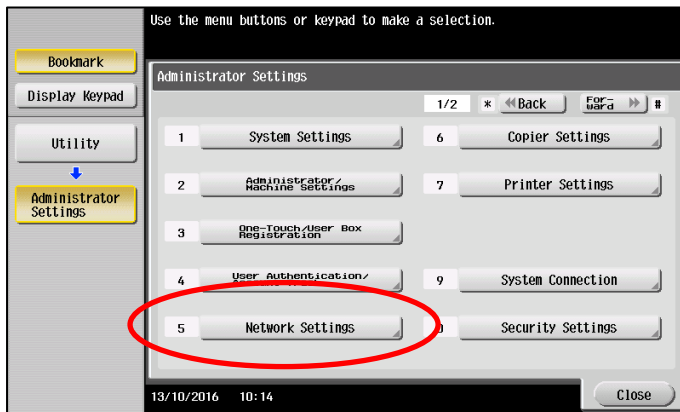 Use the menu buttons or keypad to make a selection.
Bookmark
Display Keypad
Utility
Administrator
Settings
Administrator Settings
1/2 * Back For-
ward #
1 System Settings
2 Administrator/
Machine Settings
3 One-Touch/User Box
Registration
4 User Authentication/
5 Network Settings
6 Copier Settings
7 Printer Settings
9 System Connection
Security Settings
13/10/2016 10:14
Close